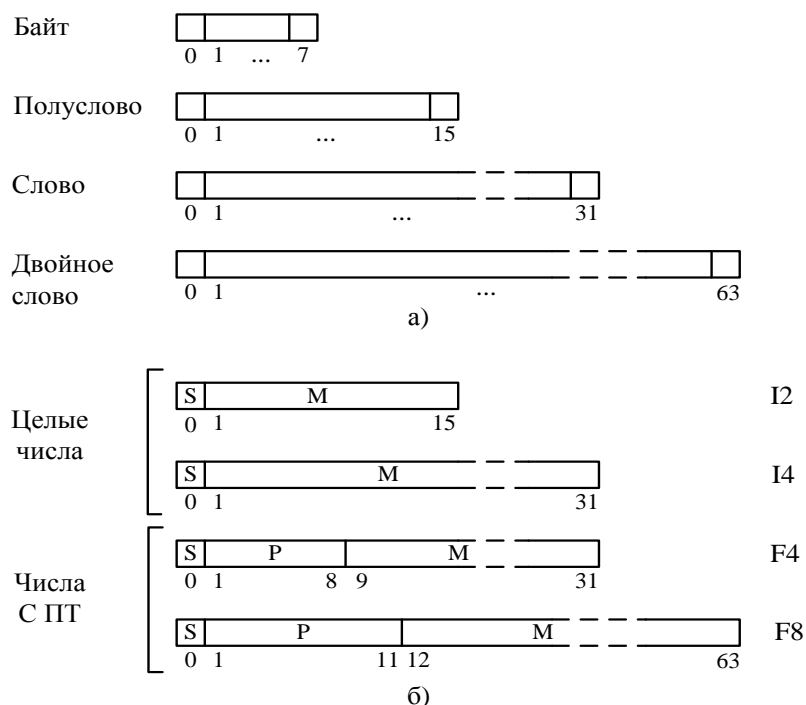 Байт
0 1 ... 7
Полуслово
0 1 ... 15
Слово
0 1 ... 31
Двойное
слово
0 1 ... 63
а)
Целые
числа
S M I2
0 1 15
S M I4
0 1 31
Числа
С ПТ
S P M F4
0 1 8 9 31
S P M F8
0 1 11 12 63
б)